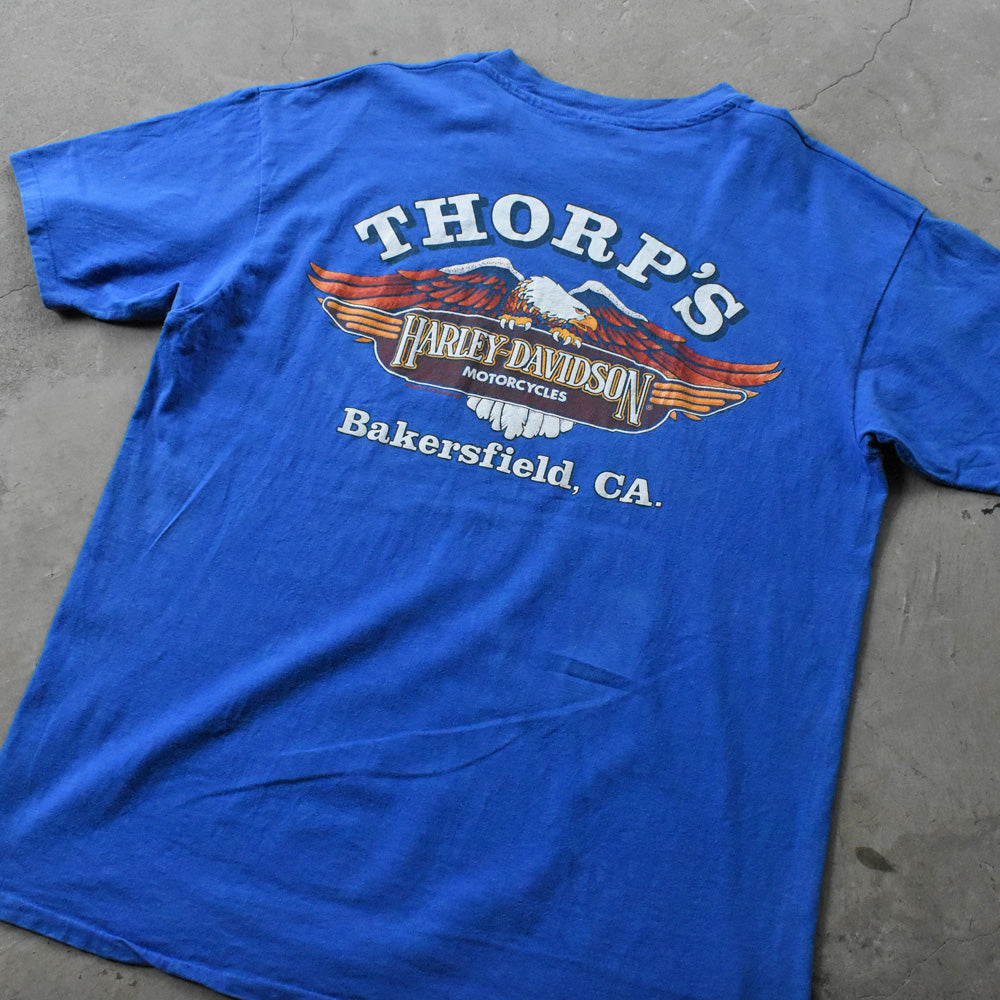 THORP'S
HARLEY-DAVIDSON
MOTORCYCLES
Bakersfield, CA.